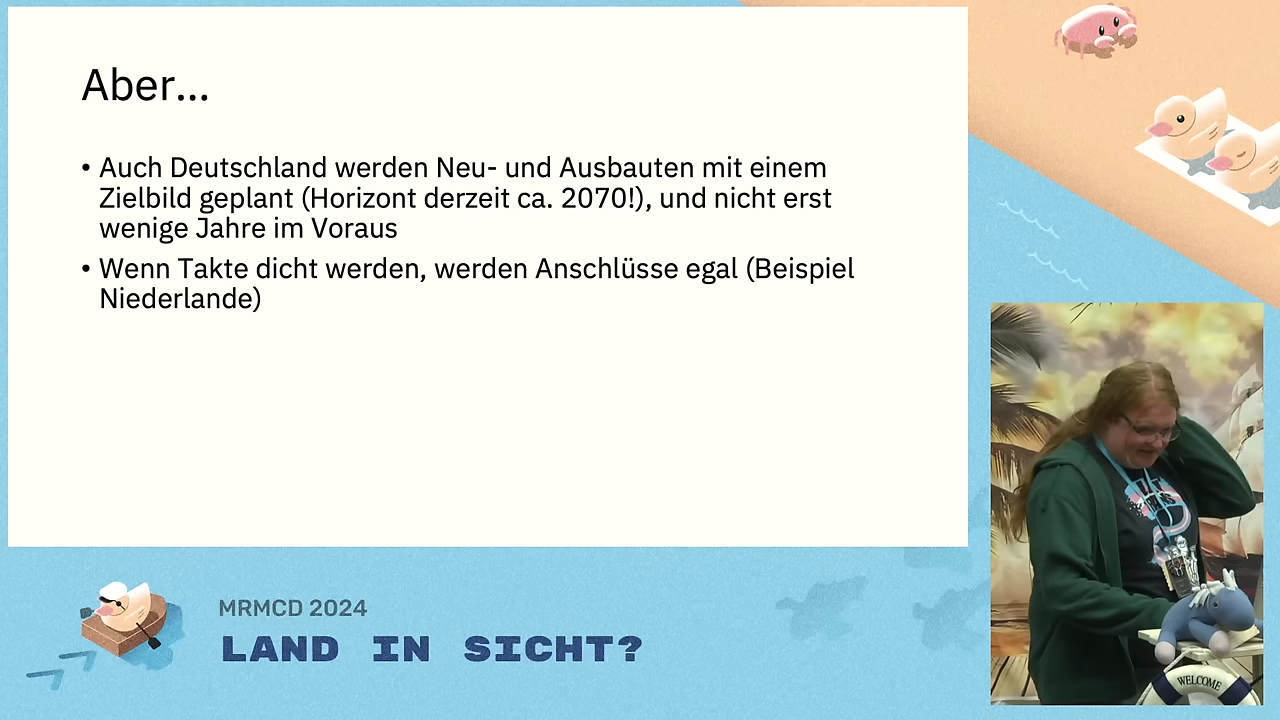 Aber...
• Auch Deutschland werden Neu- und Ausbauten mit einem
Zielbild geplant (Horizont derzeit ca. 2070!), und nicht erst
wenige Jahre im Voraus
• Wenn Takte dicht werden, werden Anschlüsse egal (Beispiel
Niederlande)
MRMCD 2024
LAND IN SICHT?
WELCOME